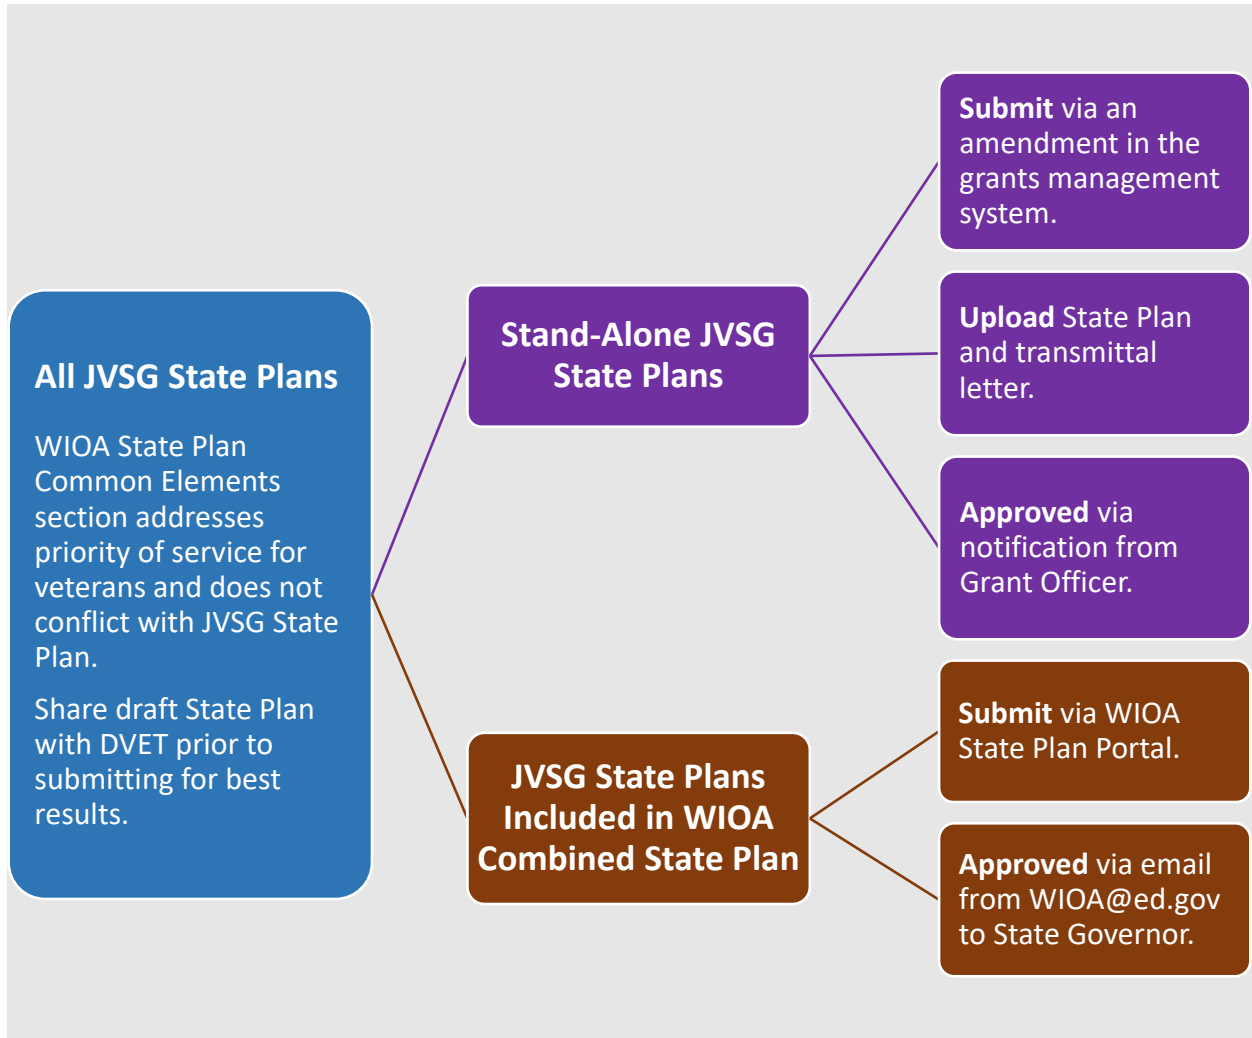 All JVSG State Plans
WIOA State Plan
Common Elements
section addresses
priority of service for
veterans and does not
conflict with JVSG State
Plan.
Share draft State Plan
with DVET prior to
submitting for best
results.
Stand-Alone JVSG
State Plans
Submit via an
amendment in the
grants management
system.
Upload State Plan
and transmittal
letter.
Approved via
notification from
Grant Officer.
JVSG State Plans
Included in WIOA
Combined State Plan
Submit via WIOA
State Plan Portal.
Approved via email
from WIOA@ed.gov
to State Governor.